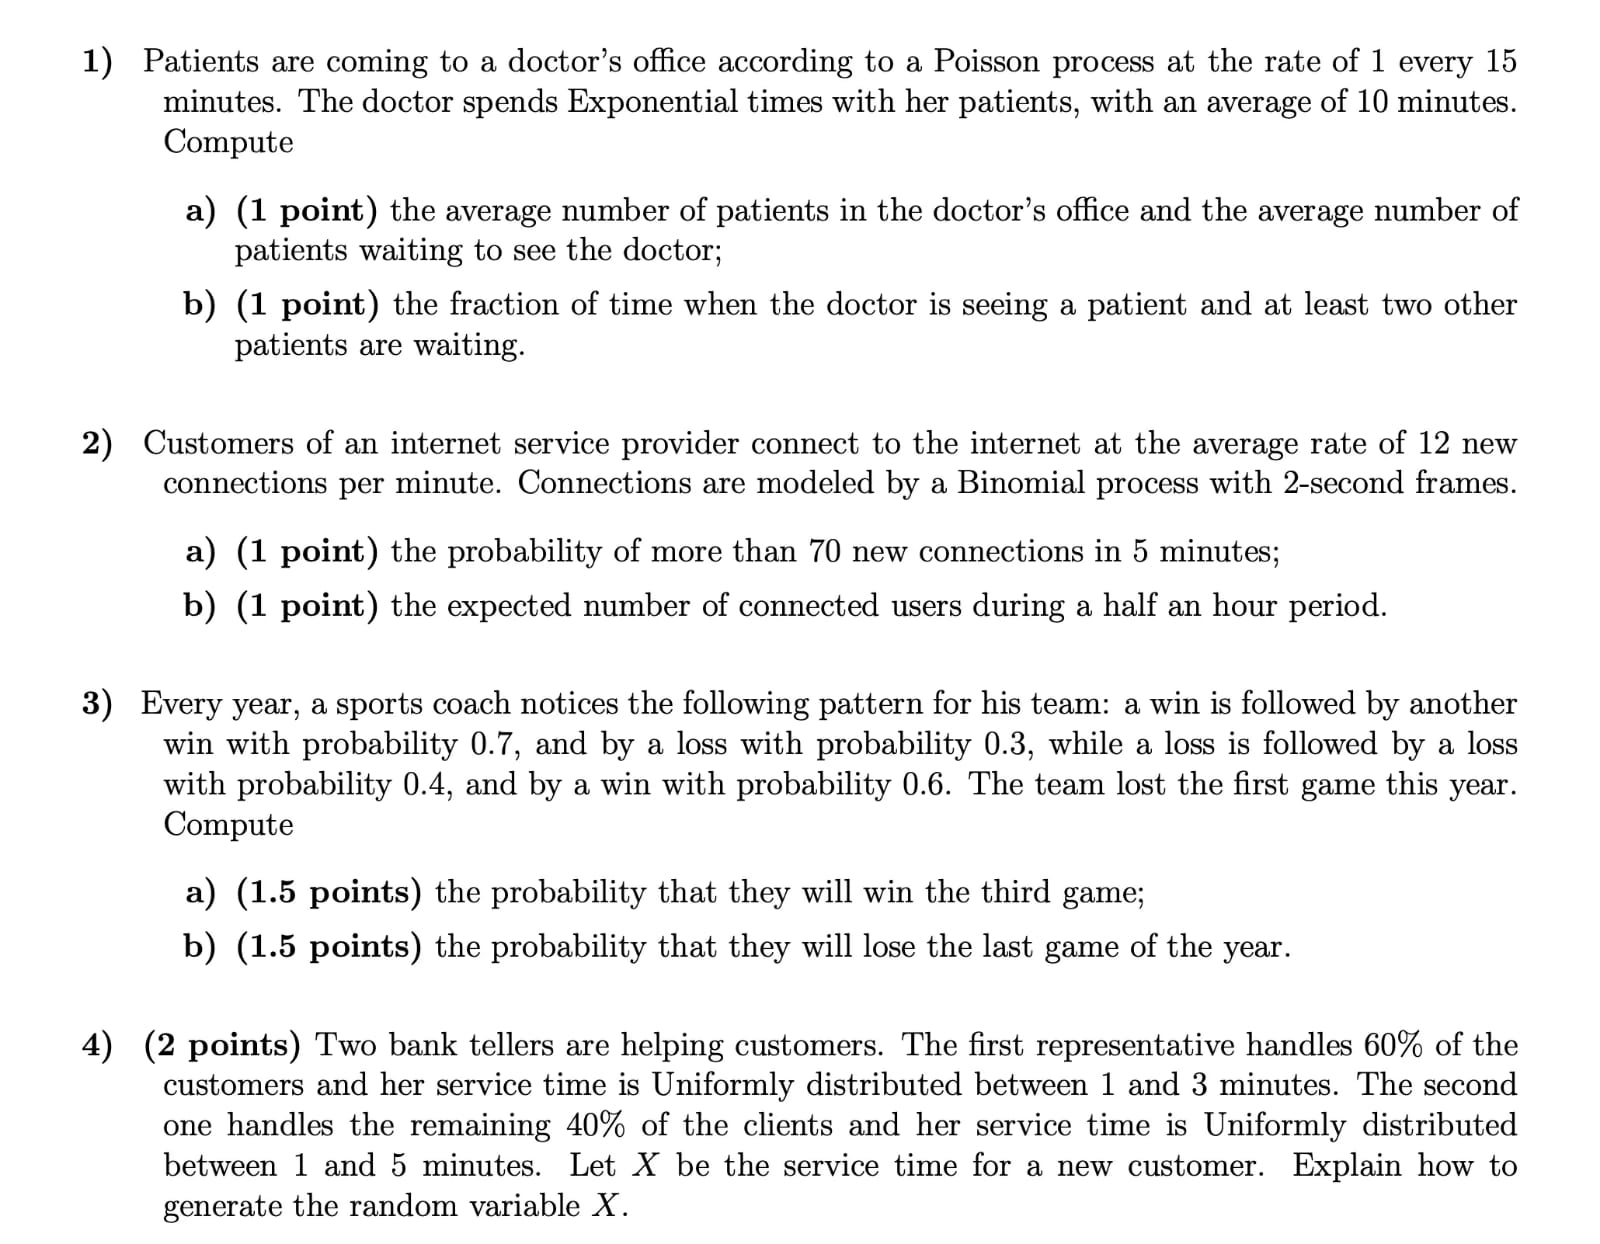 1) Patients are coming to a doctor's office according to a Poisson process at the rate of 1 every 15
minutes. The doctor spends Exponential times with her patients, with an average of 10 minutes.
Compute
a) (1 point) the average number of patients in the doctor's office and the average number of
patients waiting to see the doctor;
b) (1 point) the fraction of time when the doctor is seeing a patient and at least two other
patients are waiting.
2) Customers of an internet service provider connect to the internet at the average rate of 12 new
connections per minute. Connections are modeled by a Binomial process with 2-second frames.
a) (1 point) the probability of more than 70 new connections in 5 minutes;
b) (1 point) the expected number of connected users during a half an hour period.
3) Every year, a sports coach notices the following pattern for his team: a win is followed by another
win with probability 0.7, and by a loss with probability 0.3, while a loss is followed by a loss
with probability 0.4, and by a win with probability 0.6. The team lost the first game this year.
Compute
a) (1.5 points) the probability that they will win the third game;
b) (1.5 points) the probability that they will lose the last game of the year.
4) (2 points) Two bank tellers are helping customers. The first representative handles 60% of the
customers and her service time is Uniformly distributed between 1 and 3 minutes. The second
one handles the remaining 40% of the clients and her service time is Uniformly distributed
between 1 and 5 minutes. Let X be the service time for a new customer. Explain how to
generate the random variable X.